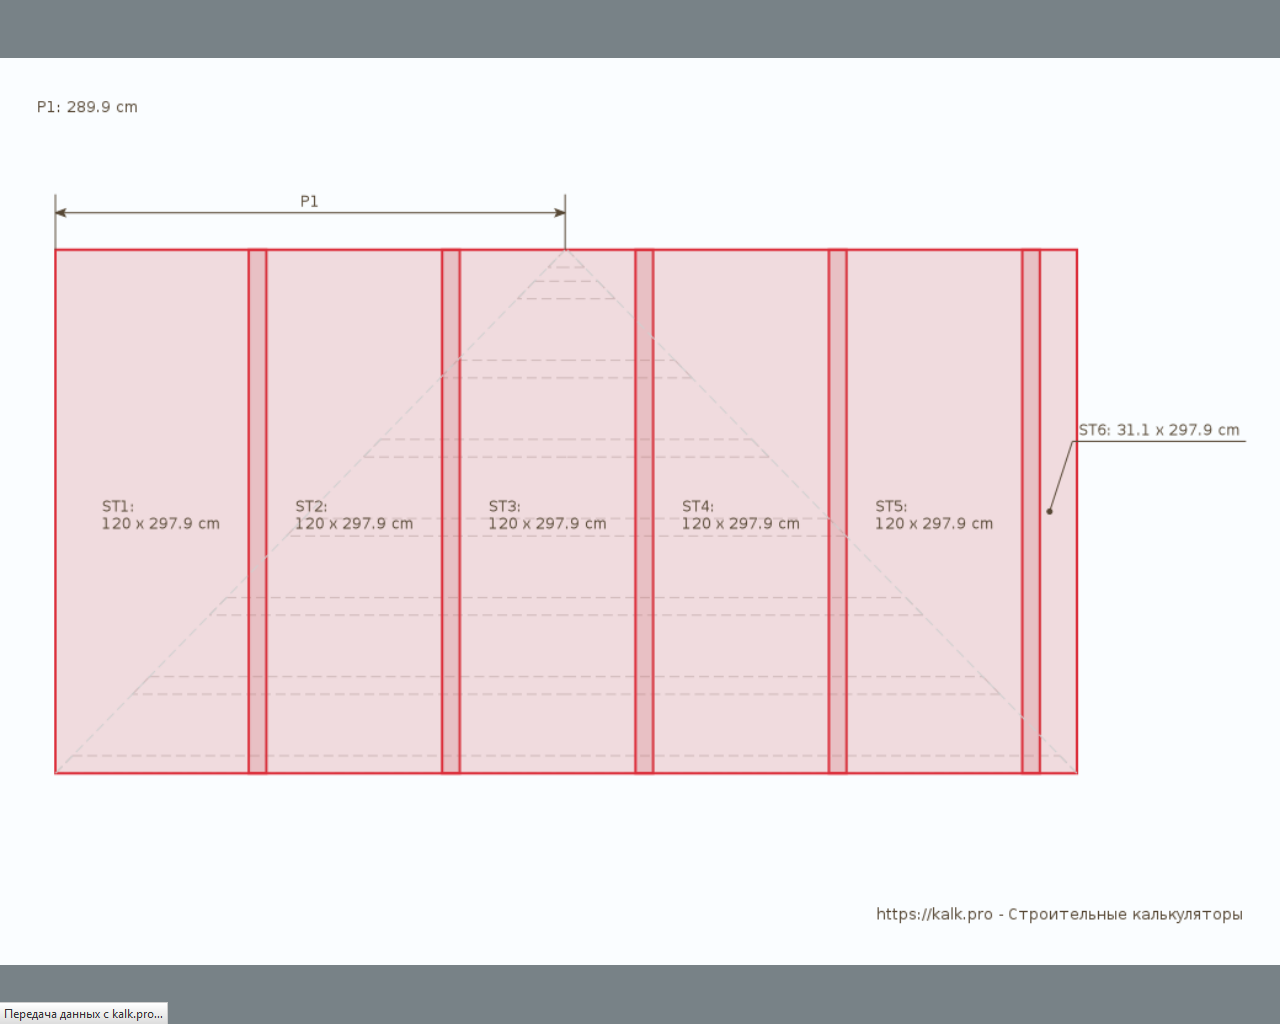 P1: 289.9 cm
P1
ST6: 31.1 x 297.9 cm
ST1:
120 x 297.9 cm
ST2:
120 x 297.9 cm
ST3:
120 x 297.9 cm
ST4:
120 x 297.9 cm
ST5:
120 x 297.9 cm
https://kalk.pro - Строительные калькуляторы
Передача данных с kalk.pro...